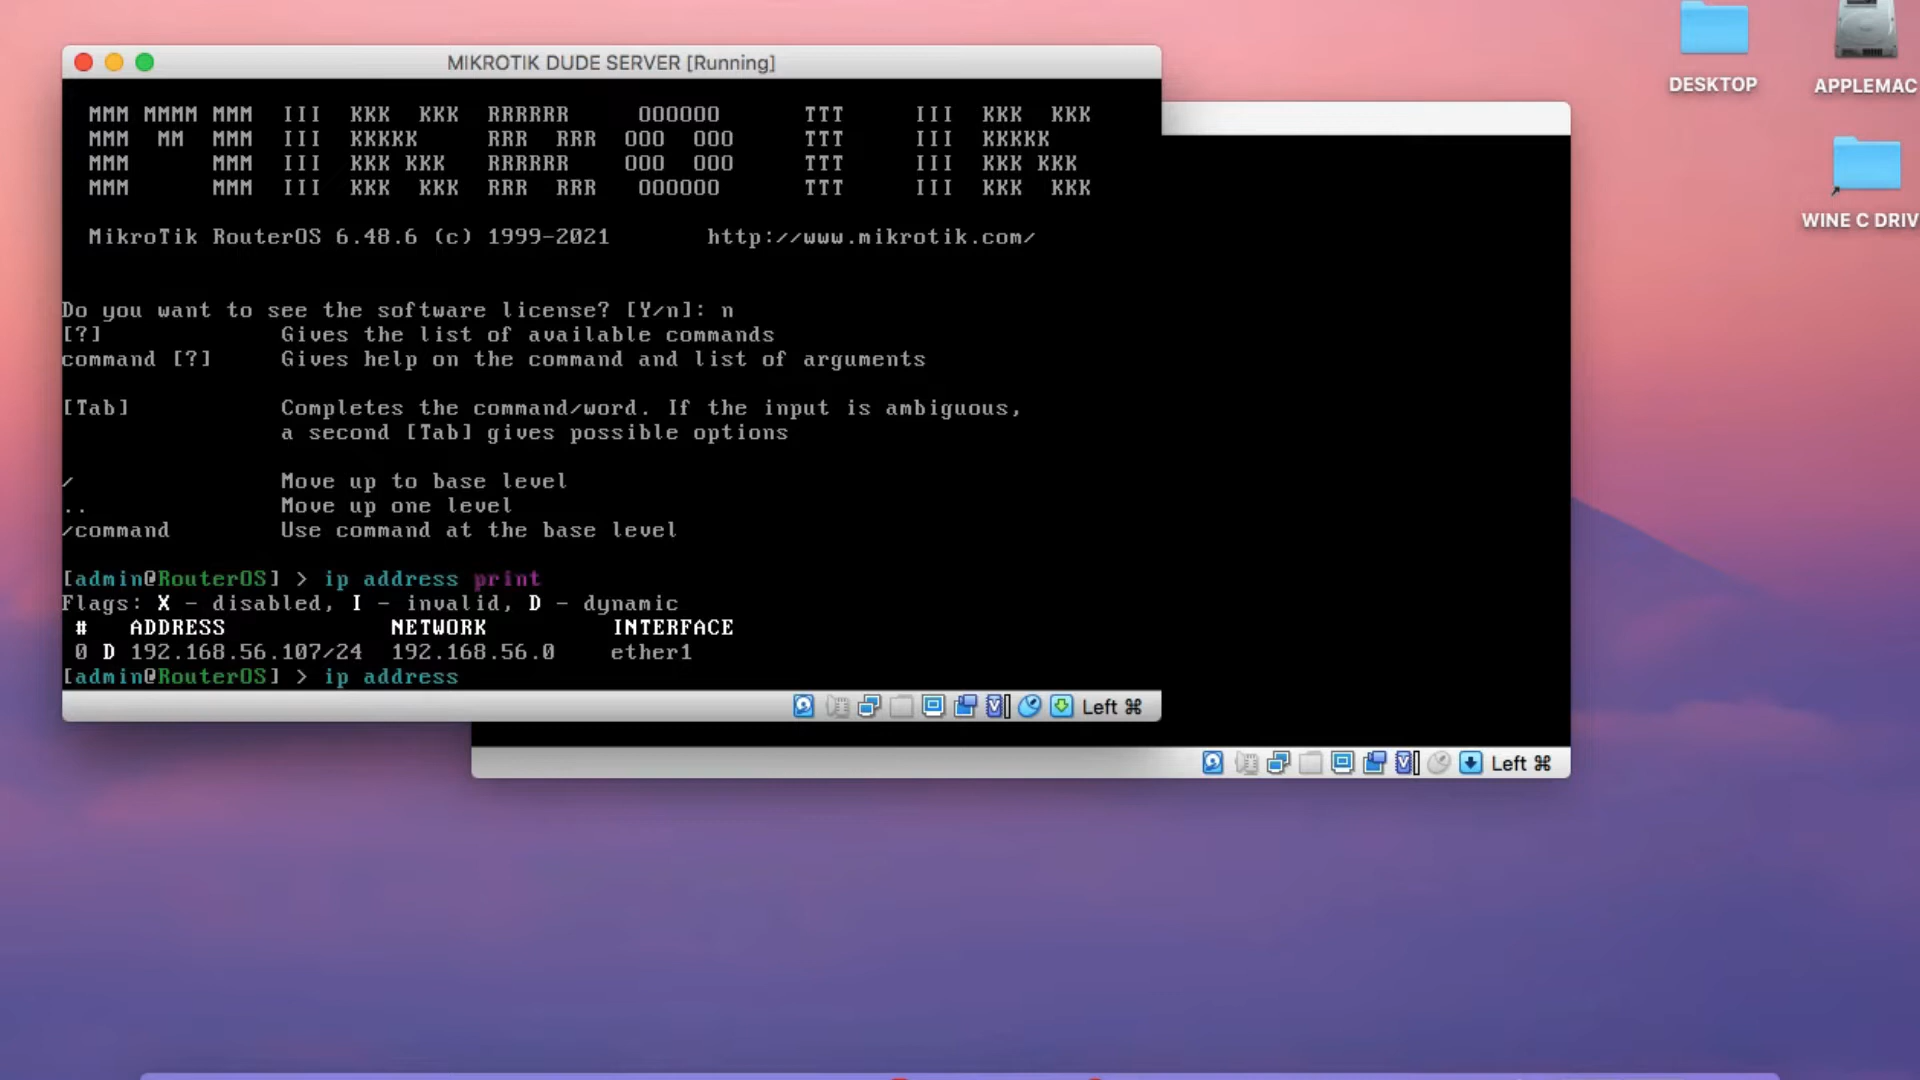 MIKROTIK DUDE SERVER [Running]
MMM MMMM MMM III KKK KKK RRRRRR OOOOOO TTT III KKK KKK
MMM MM MMM III KKKKK RRR RRR OOO OOO TTT III KKKKK
MMM MMM III KKK KKK RRRRRR OOO OOO TTT III KKK KKK
MMM MMM III KKK KKK RRR RRR OOOOOO TTT III KKK KKK
MikroTik RouterOS 6.48.6 (c) 1999-2021 http://www.mikrotik.com/
Do you want to see the software license? [Y/n]: n
[?] Gives the list of available commands
command [?] Gives help on the command and list of arguments
[Tab] Completes the command/word. If the input is ambiguous,
a second [Tab] gives possible options
/ Move up to base level
.. Move up one level
/command Use command at the base level
[admin@RouterOS] > ip address print
Flags: X - disabled, I - invalid, D - dynamic
# ADDRESS NETWORK INTERFACE
0 D 192.168.56.107/24 192.168.56.0 ether1
[admin@RouterOS] > ip address
Left ⌘
Left ⌘
DESKTOP
APPLEMAC
WINE C DRIV